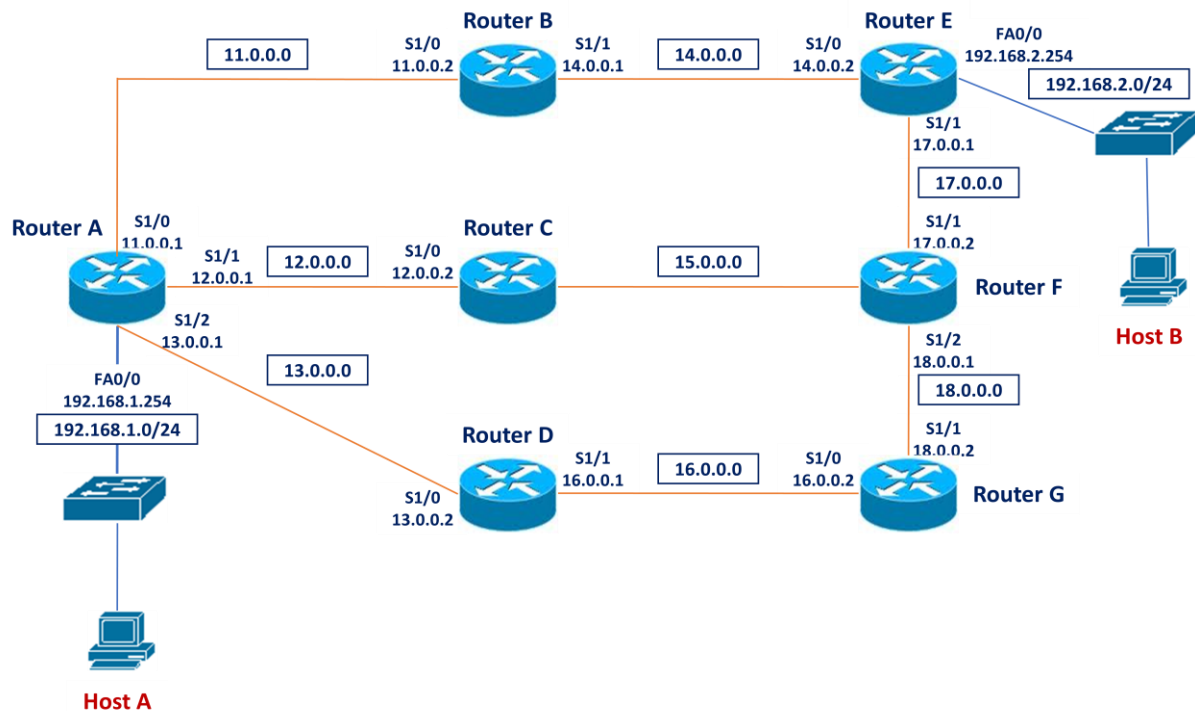 Router B
Router E
11.0.0.0
S1/0
11.0.0.2
S1/1
14.0.0.1
14.0.0.0
S1/0
14.0.0.2
FA0/0
192.168.2.254
192.168.2.0/24
S1/1
17.0.0.1
17.0.0.0
Router A
S1/0
11.0.0.1
S1/1
12.0.0.1
12.0.0.0
Router C
S1/0
12.0.0.2
15.0.0.0
S1/1
17.0.0.2
Router F
Host B
S1/2
13.0.0.1
13.0.0.0
S1/2
18.0.0.1
18.0.0.0
FA0/0
192.168.1.254
192.168.1.0/24
Router D
S1/0
13.0.0.2
S1/1
16.0.0.1
16.0.0.0
S1/0
16.0.0.2
S1/1
18.0.0.2
Router G
Host A